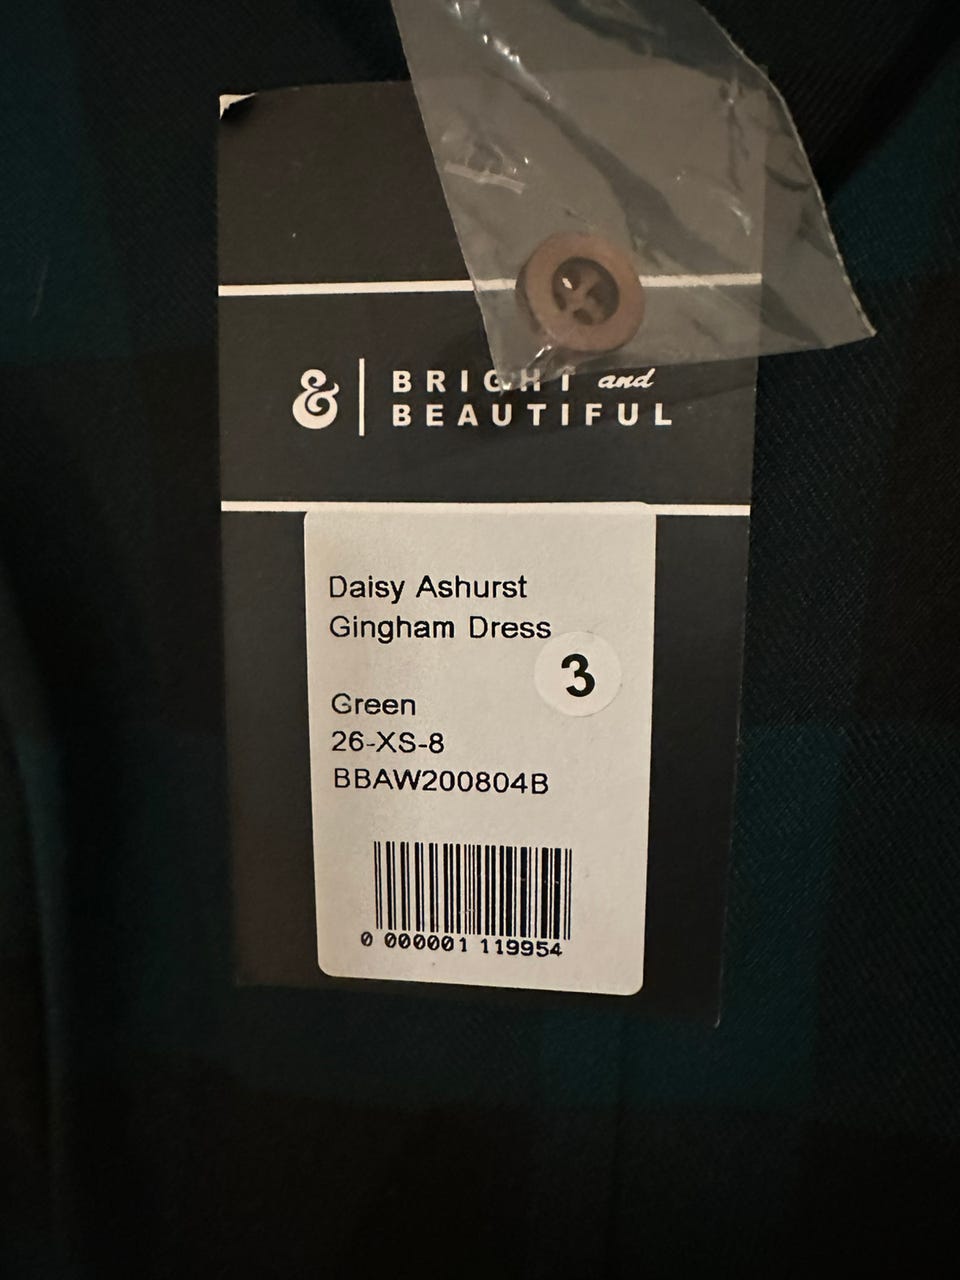 & BRIGHT and
BEAUTIFUL
Daisy Ashurst
Gingham Dress
3
Green
26-XS-8
BBAW200804B
0 000001 119954